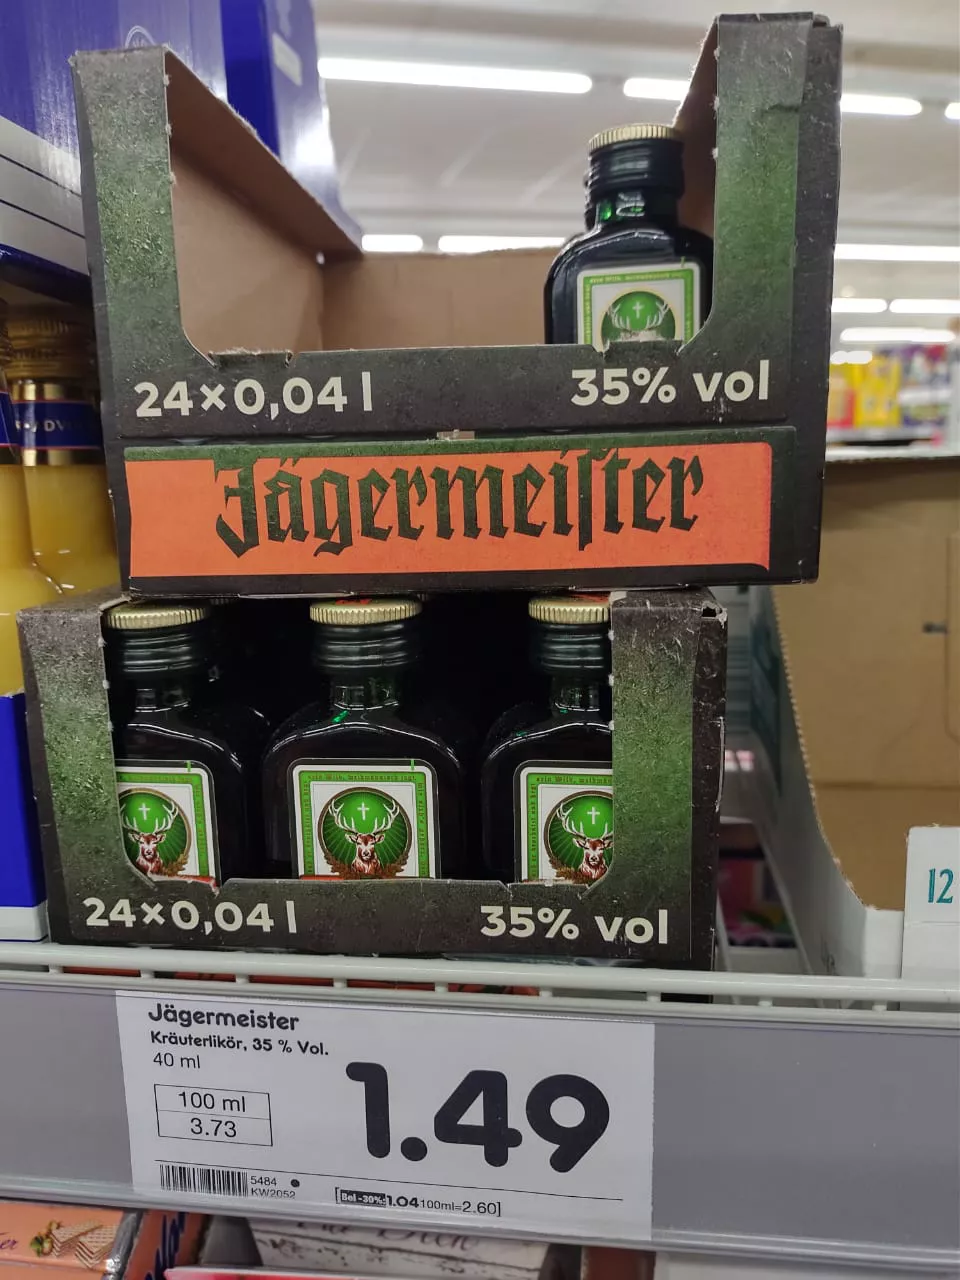 24×0,04 l
35% vol
Jägermeiſter
24×0,04 l
35% vol
12
Jägermeister
Kräuterlikör, 35 % Vol.
40 ml
1.49
100 ml
3.73
5484
KW2052
[Bei -30%: 1.04 100ml=2.60]